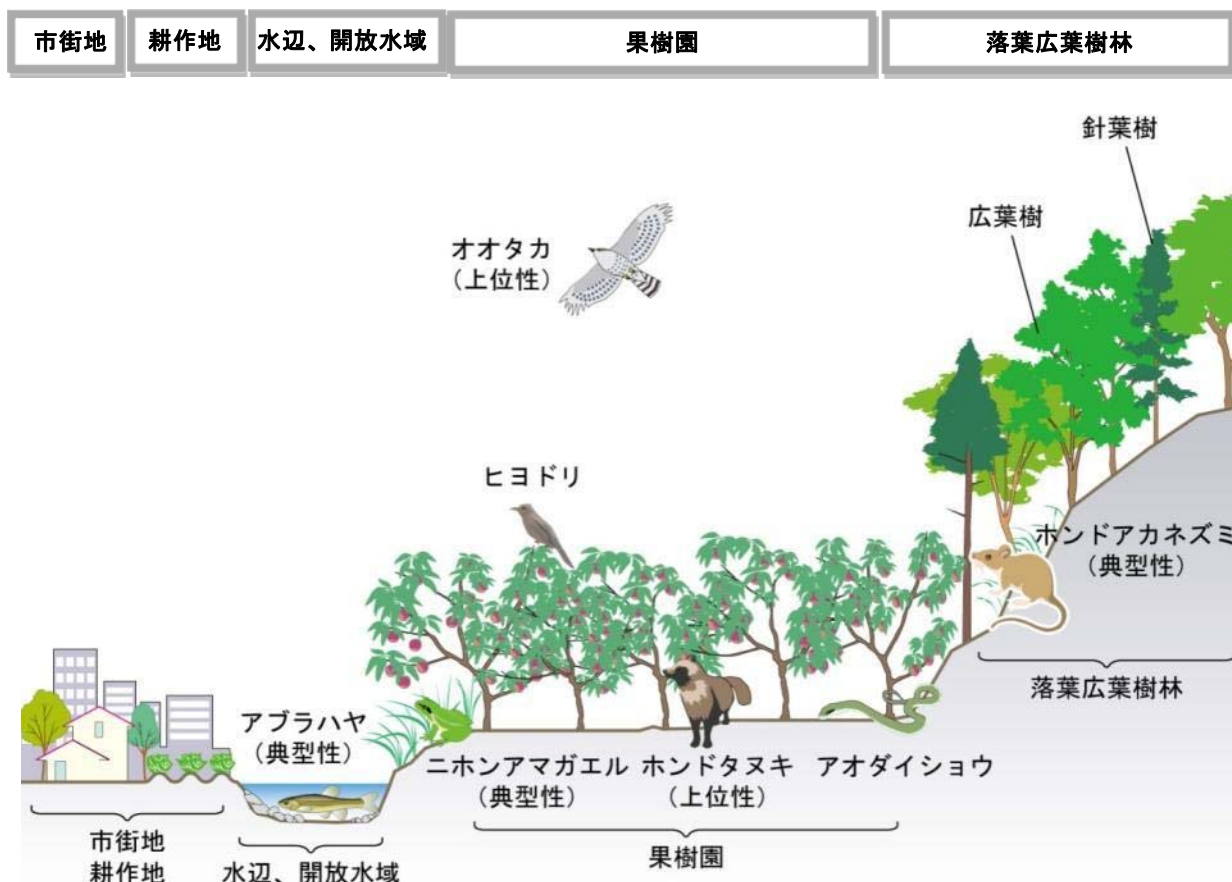 市街地
耕作地
水辺、開放水域
果樹園
落葉広葉樹林
針葉樹
広葉樹
オオタカ
（上位性）
ヒヨドリ
ホンドアカネズミ
（典型性）
落葉広葉樹林
アブラハヤ
（典型性）
ニホンアマガエル
（典型性）
ホンドタヌキ
（上位性）
アオダイショウ
市街地
耕作地
水辺、開放水域
果樹園